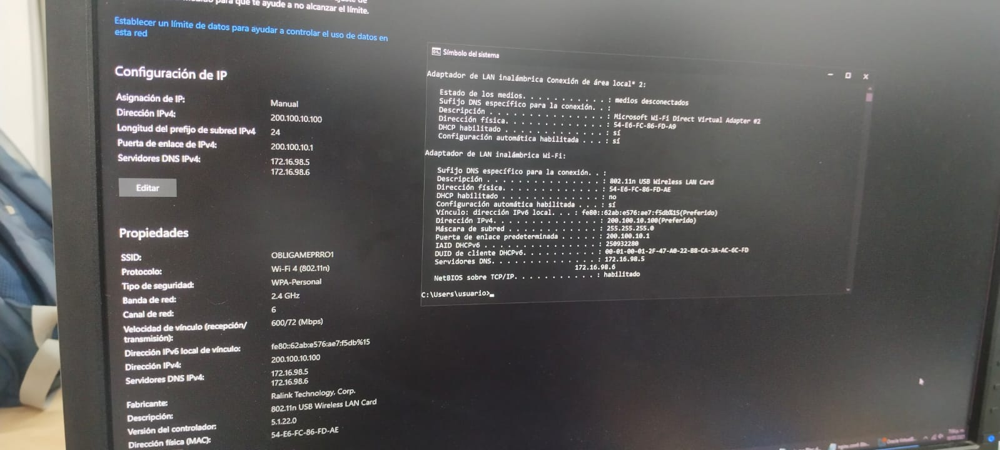 que te ayude a no alcanzar el límite.
Establecer un límite de datos para ayudar a controlar el uso de datos en
esta red
Configuración de IP
Asignación de IP: Manual
Dirección IPv4: 200.100.10.100
Longitud del prefijo de subred IPv4 24
Puerta de enlace de IPv4: 200.100.10.1
Servidores DNS IPv4: 172.16.98.5
172.16.98.6
Editar
Propiedades
SSID: OBLIGAMEPRRO1
Protocolo: Wi-Fi 4 (802.11n)
Tipo de seguridad: WPA-Personal
Banda de red: 2.4 GHz
Canal de red: 6
Velocidad de vínculo (recepción/ 600/72 (Mbps)
transmisión):
Dirección IPv6 local de vínculo: fe80::62ab:e576:ae7:f5db%15
Dirección IPv4: 200.100.10.100
Servidores DNS IPv4: 172.16.98.5
172.16.98.6
Fabricante: Ralink Technology, Corp.
Descripción: 802.11n USB Wireless LAN Card
Versión del controlador: 5.1.22.0
Dirección física (MAC): 54-E6-FC-86-FD-AE
Símbolo del sistema
Adaptador de LAN inalámbrica Conexión de área local* 2:
Estado de los medios. . . . . . . . . . . : medios desconectados
Sufijo DNS específico para la conexión. . :
Descripción . . . . . . . . . . . . . . . : Microsoft Wi-Fi Direct Virtual Adapter #2
Dirección física. . . . . . . . . . . . . : 54-E6-FC-86-FD-A9
DHCP habilitado . . . . . . . . . . . . . : sí
Configuración automática habilitada . . . : sí
Adaptador de LAN inalámbrica Wi-Fi:
Sufijo DNS específico para la conexión. . :
Descripción . . . . . . . . . . . . . . . : 802.11n USB Wireless LAN Card
Dirección física. . . . . . . . . . . . . : 54-E6-FC-86-FD-AE
DHCP habilitado . . . . . . . . . . . . . : no
Configuración automática habilitada . . . : sí
Vínculo: dirección IPv6 local. . . : fe80::62ab:e576:ae7:f5db%15(Preferido)
Dirección IPv4. . . . . . . . . . . . . . : 200.100.10.100(Preferido)
Máscara de subred . . . . . . . . . . . . : 255.255.255.0
Puerta de enlace predeterminada . . . . . : 200.100.10.1
IAID DHCPv6 . . . . . . . . . . . . . . . : 250932280
DUID de cliente DHCPv6. . . . . . . . . . : 00-01-00-01-2F-47-A0-22-B8-CA-3A-AC-6C-FD
Servidores DNS. . . . . . . . . . . . . . : 172.16.98.5
172.16.98.6
NetBIOS sobre TCP/IP. . . . . . . . . . . : habilitado
C:\Users\usuario>